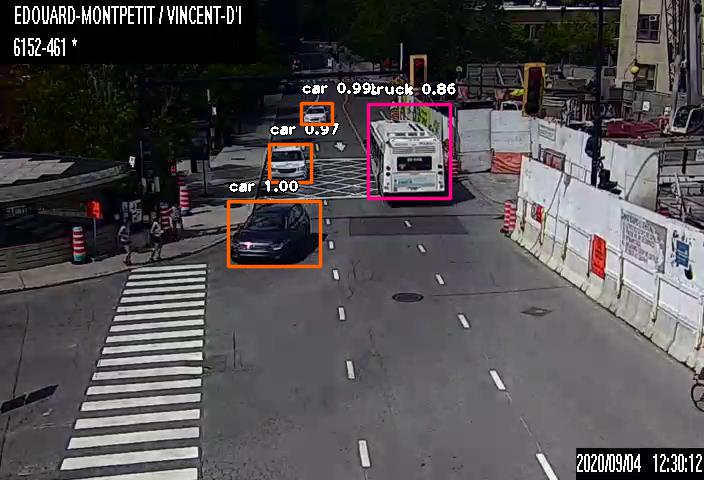 EDOUARD-MONTPETIT / VINCENT-D'I
6152-461 *
car 0.99
truck 0.86
car 0.97
car 1.00
2020/09/04 12:30:12